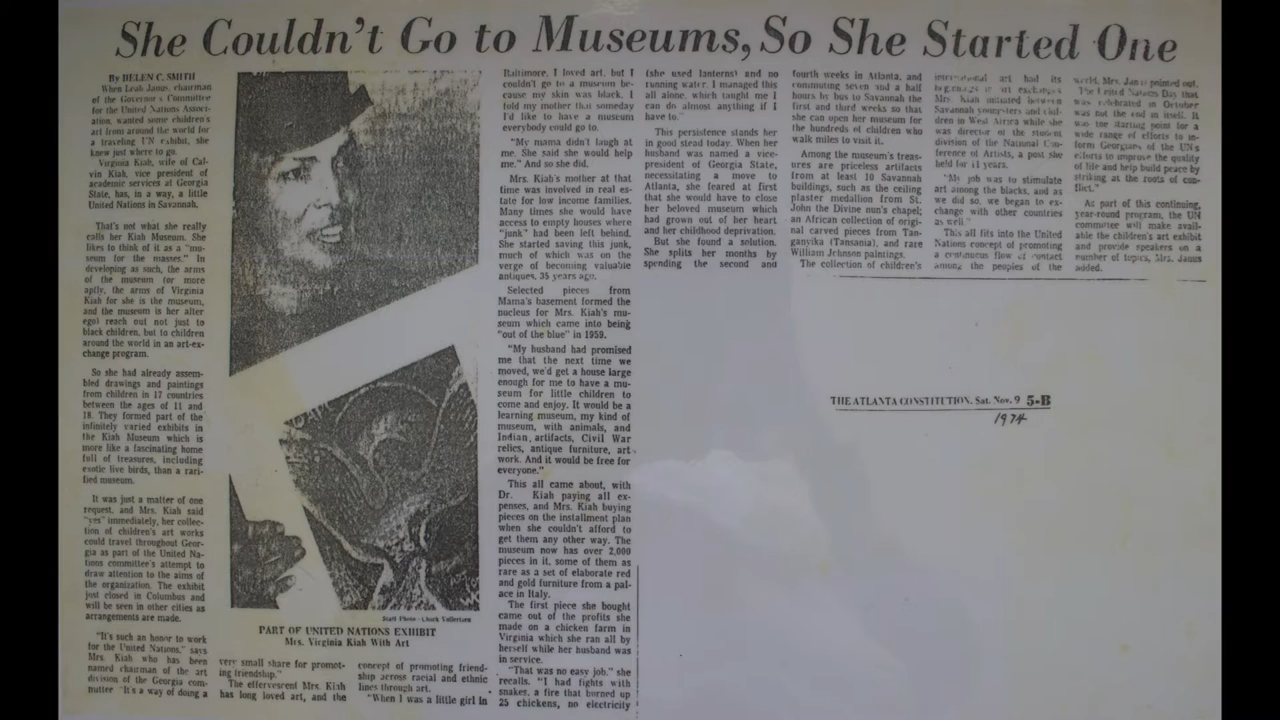 She Couldn't Go to Museums, So She Started One
By HELEN C. SMITH
When Leah Janus, chairman
of the Governor's Committee
for the United Nations Associ-
ation, wanted some children's
art from around the world for
a traveling UN exhibit, she
knew just where to go.
Virginia Kiah, wife of Cal-
vin Kiah, vice president of
academic services at Georgia
State, has, in a way, a little
United Nations in Savannah.
That's not what she really
calls her Kiah Museum. She
likes to think of it as a "mu-
seum for the masses." In
developing as such, the arms
of the museum (or more
aptly, the arms of Virginia
Kiah for she is the museum,
and the museum is her alter
ego) reach out not just to
black children, but to children
around the world in an art-ex-
change program.
So she had already assem-
bled drawings and paintings
from children in 17 countries
between the ages of 11 and
18. They formed part of the
infinitely varied exhibits in
the Kiah Museum which is
more like a fascinating home
full of treasures, including
exotic live birds, than a rari-
fied museum.
It was just a matter of one
request, and Mrs. Kiah said
"yes" immediately, her collec-
tion of children's art works
could travel throughout Geor-
gia as part of the United Na-
tions committee's attempt to
draw attention to the aims of
the organization. The exhibit
just closed in Columbus and
will be seen in other cities as
arrangements are made.
"It's such an honor to work
for the United Nations," says
Mrs. Kiah who has been
named chairman of the art
division of the Georgia com-
mittee "It's a way of doing a
Staff Photo - Chuck Vollertsen
PART OF UNITED NATIONS EXHIBIT
Mrs. Virginia Kiah With Art
very small share for promot-
ing friendship."
The effervescent Mrs. Kiah
has long loved art, and the
concept of promoting friend-
ship across racial and ethnic
lines through art.
"When I was a little girl in
Baltimore, I loved art, but I
couldn't go to a museum be-
cause my skin was black. I
told my mother that someday
I'd like to have a museum
everybody could go to.
"My mama didn't laugh at
me. She said she would help
me." And so she did.
Mrs. Kiah's mother at that
time was involved in real es-
tate for low income families.
Many times she would have
access to empty houses where
"junk" had been left behind.
She started saving this junk,
much of which was on the
verge of becoming valuable
antiques, 35 years ago.
Selected pieces from
Mama's basement formed the
nucleus for Mrs. Kiah's mu-
seum which came into being
"out of the blue" in 1959.
"My husband had promised
me that the next time we
moved, we'd get a house large
enough for me to have a mu-
seum for little children to
come and enjoy. It would be a
learning museum, my kind of
museum, with animals, and
Indian artifacts, Civil War
relics, antique furniture, art
work. And it would be free for
everyone."
This all came about, with
Dr. Kiah paying all ex-
penses, and Mrs. Kiah buying
pieces on the installment plan
when she couldn't afford to
get them any other way. The
museum now has over 2,000
pieces in it, some of them as
rare as a set of elaborate red
and gold furniture from a pal-
ace in Italy.
The first piece she bought
came out of the profits she
made on a chicken farm in
Virginia which she ran all by
herself while her husband was
in service.
"That was no easy job," she
recalls. "I had fights with
snakes, a fire that burned up
25 chickens, no electricity
(she used lanterns) and no
running water. I managed this
all alone, which taught me I
can do almost anything if I
have to."
This persistence stands her
in good stead today. When her
husband was named a vice-
president of Georgia State,
necessitating a move to
Atlanta, she feared at first
that she would have to close
her beloved museum which
had grown out of her heart
and her childhood deprivation.
But she found a solution.
She splits her months by
spending the second and
fourth weeks in Atlanta, and
commuting seven and a half
hours by bus to Savannah the
first and third weeks so that
she can open her museum for
the hundreds of children who
walk miles to visit it.
Among the museum's treas-
ures are priceless artifacts
from at least 10 Savannah
buildings, such as the ceiling
plaster medallion from St.
John the Divine nun's chapel;
an African collection of origi-
nal carved pieces from Tan-
ganyika (Tansania), and rare
William Johnson paintings.
The collection of children's
international art had its
beginnings in art exchanges
Mrs. Kiah initiated between
Savannah youngsters and chil-
dren in West Africa while she
was director of the student
division of the National Con-
ference of Artists, a post she
held for 11 years.
"My job was to stimulate
art among the blacks, and as
we did so, we began to ex-
change with other countries
as well"
This all fits into the United
Nations concept of promoting
a continuous flow of contact
among the peoples of the
world, Mrs. Janus pointed out.
"The United Nations Day that
was celebrated in October
was not the end in itself. It
was the starting point for a
wide range of efforts to in-
form Georgians of the UN's
efforts to improve the quality
of life and help build peace by
striking at the roots of con-
flict."
As part of this continuing,
year-round program, the UN
committee will make avail-
able the children's art exhibit
and provide speakers on a
number of topics, Mrs. Janus
added.
THE ATLANTA CONSTITUTION, Sat. Nov. 9 5-B
1974